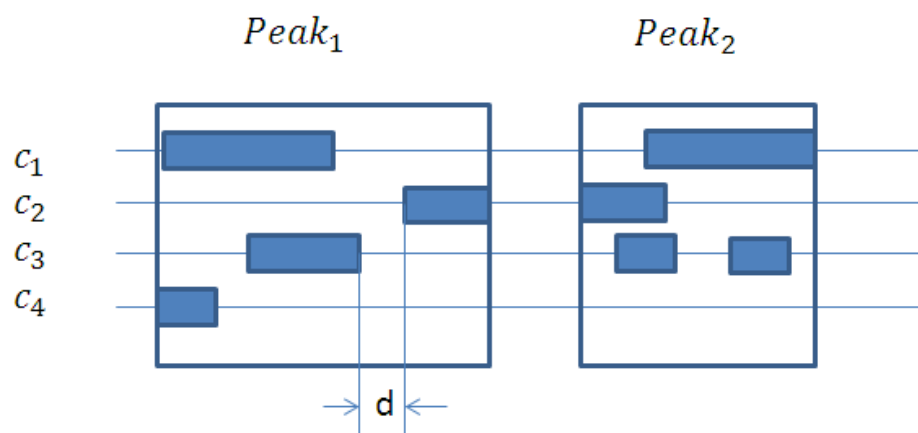 Peak₁ Peak₂
c₁
c₂
c₃
c₄
d